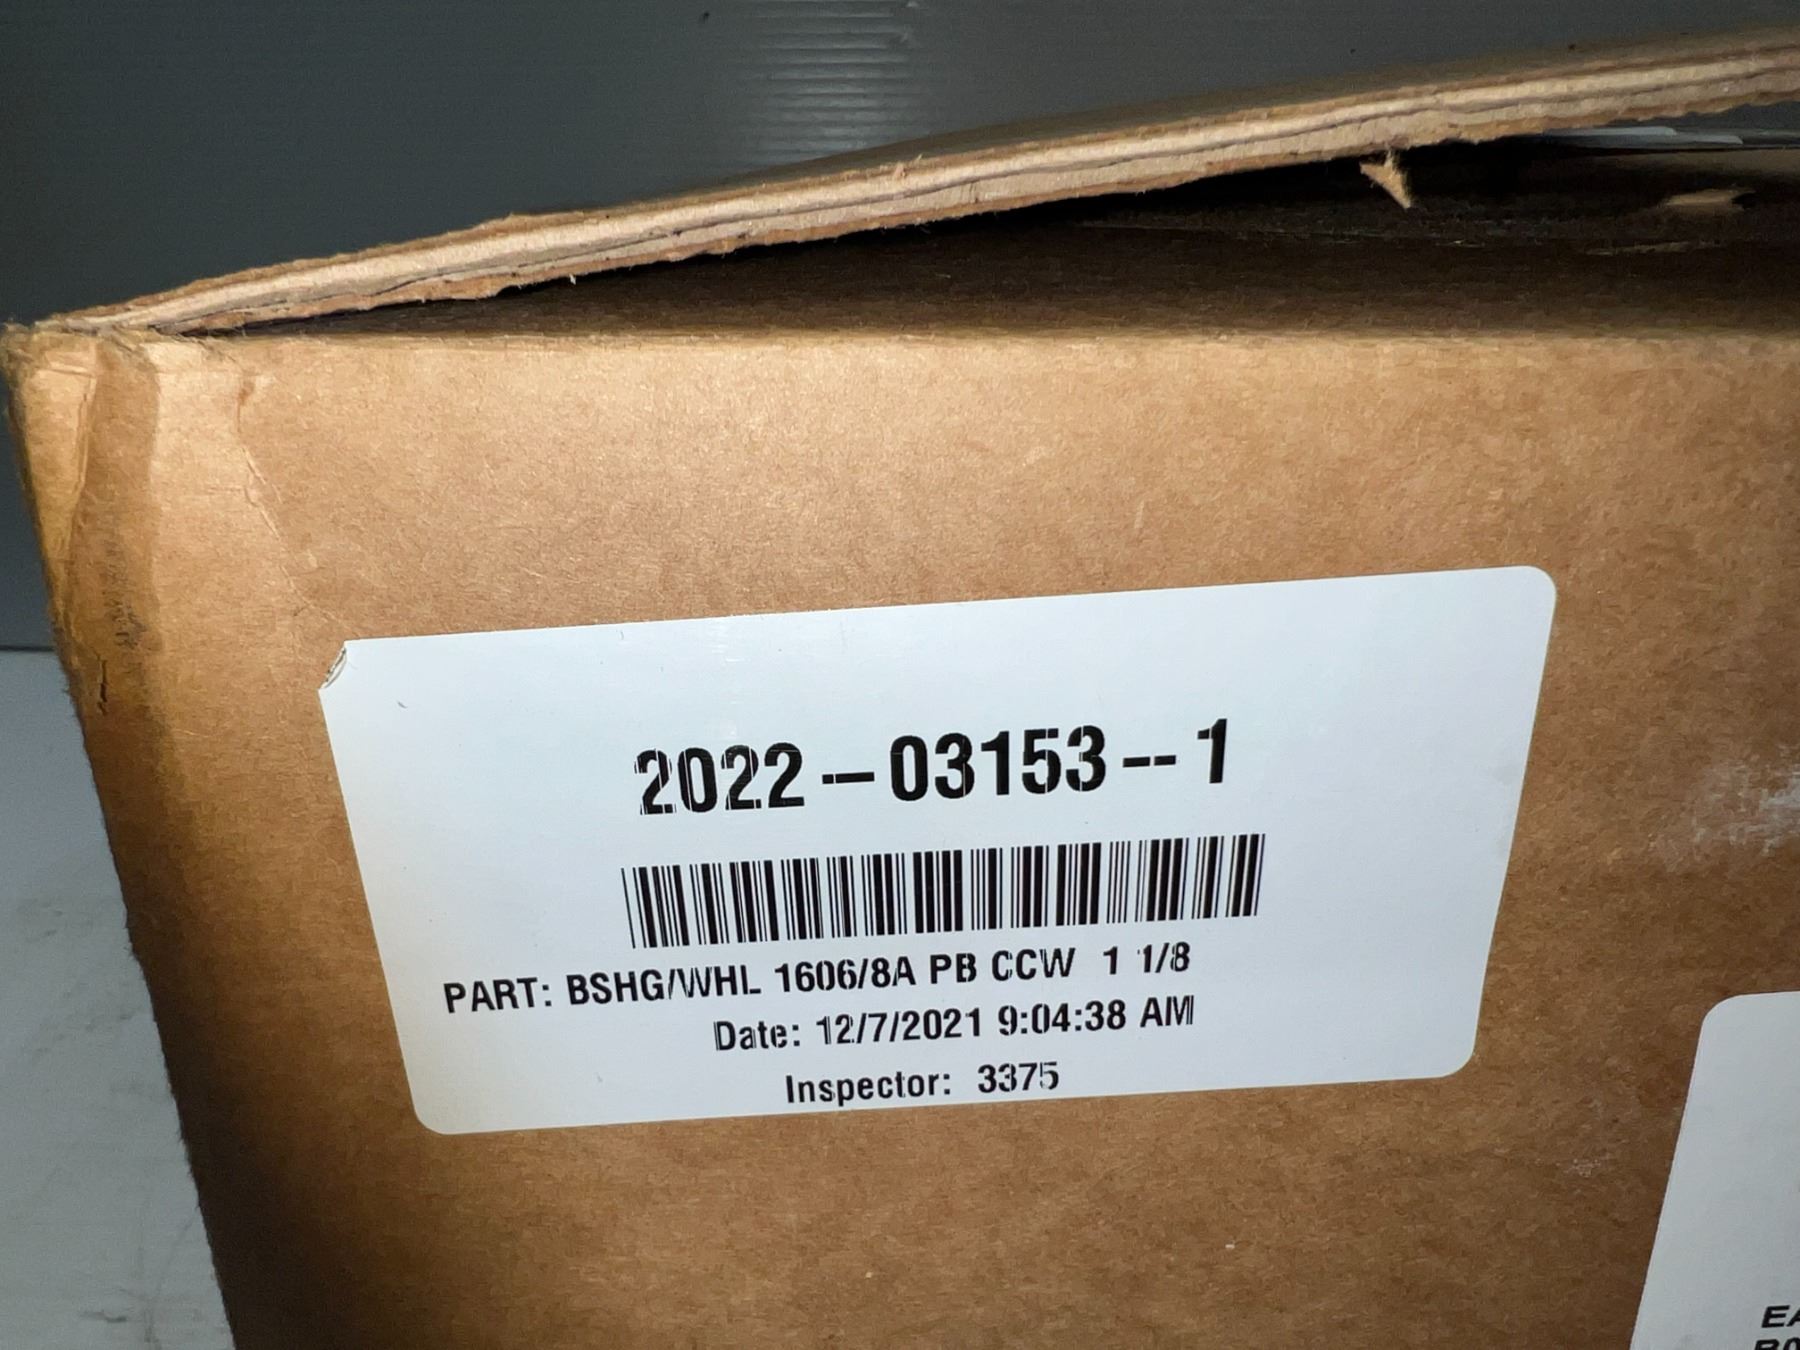 2022-03153--1
PART: BSHG/WHL 1606/8A PB CCW 1 1/8
Date: 12/7/2021 9:04:38 AM
Inspector: 3375